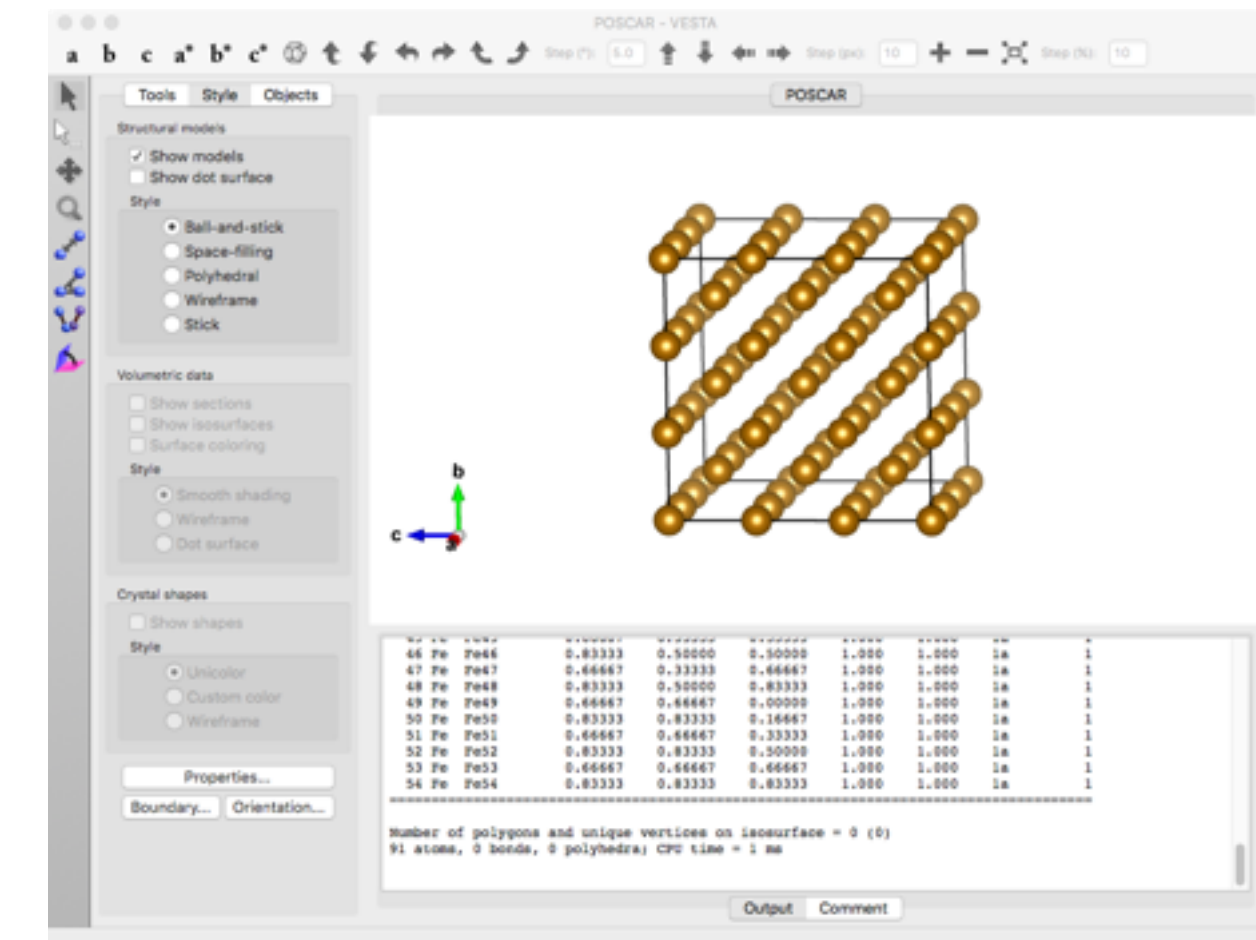 POSCAR - VESTA
a b c a* b* c* Step (°): 5.0 Step (px): 10 Step (%): 10
Tools Style Objects
POSCAR
Structural models
Show models
Show dot surface
Style
Ball-and-stick
Space-filling
Polyhedral
Wireframe
Stick
Volumetric data
Show sections
Show isosurfaces
Surface coloring
Style
Smooth shading
Wireframe
Dot surface
Crystal shapes
Show shapes
Style
Unicolor
Custom color
Wireframe
Properties...
Boundary... Orientation...
b
c
a
46 Fe Fe46 0.83333 0.50000 0.50000 1.000 1.000 1a 1
47 Fe Fe47 0.66667 0.33333 0.66667 1.000 1.000 1a 1
48 Fe Fe48 0.83333 0.50000 0.83333 1.000 1.000 1a 1
49 Fe Fe49 0.66667 0.66667 0.00000 1.000 1.000 1a 1
50 Fe Fe50 0.83333 0.83333 0.16667 1.000 1.000 1a 1
51 Fe Fe51 0.66667 0.66667 0.33333 1.000 1.000 1a 1
52 Fe Fe52 0.83333 0.83333 0.50000 1.000 1.000 1a 1
53 Fe Fe53 0.66667 0.66667 0.66667 1.000 1.000 1a 1
54 Fe Fe54 0.83333 0.83333 0.83333 1.000 1.000 1a 1
Number of polygons and unique vertices on isosurface = 0 (0)
91 atoms, 0 bonds, 0 polyhedra; CPU time = 1 ms
Output Comment